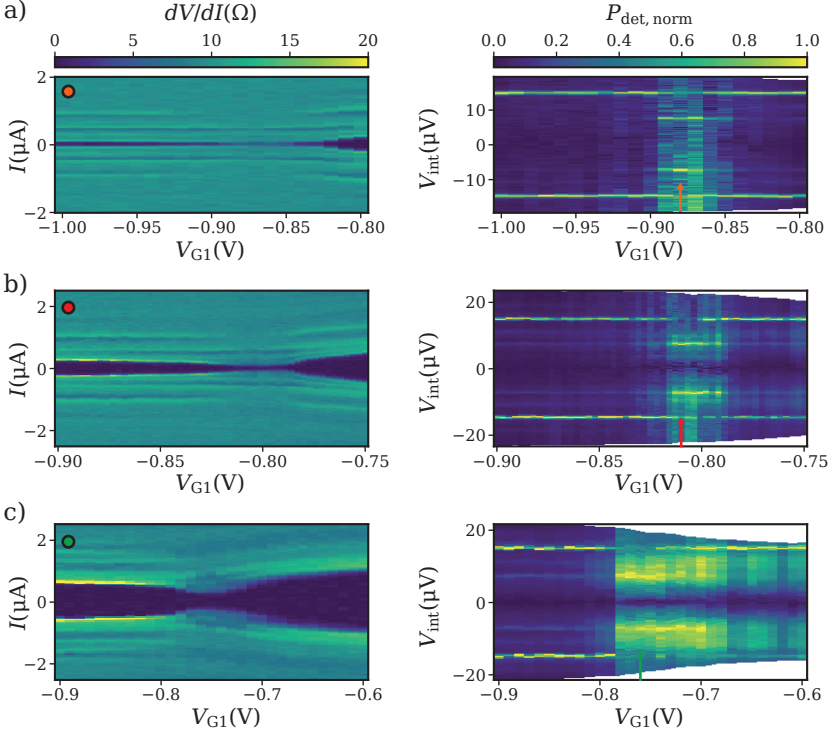 a)
dV/dI(Ω)
0 5 10 15 20
P_det, norm
0.0 0.2 0.4 0.6 0.8 1.0
I(μA)
2
0
−2
−1.00 −0.95 −0.90 −0.85 −0.80
V_G1(V)
V_int(μV)
10
0
−10
−1.00 −0.95 −0.90 −0.85 −0.80
V_G1(V)
b)
I(μA)
2
0
−2
−0.90 −0.85 −0.80 −0.75
V_G1(V)
V_int(μV)
20
0
−20
−0.90 −0.85 −0.80 −0.75
V_G1(V)
c)
I(μA)
2
0
−2
−0.9 −0.8 −0.7 −0.6
V_G1(V)
V_int(μV)
20
0
−20
−0.9 −0.8 −0.7 −0.6
V_G1(V)